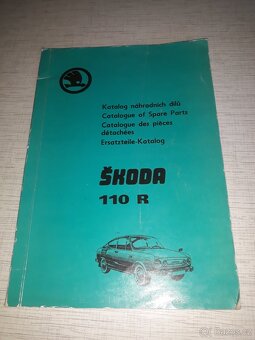 Katalog náhradních dílů
Catalogue of Spare Parts
Catalogue des pièces
détachées
Ersatzteile-Katalog
ŠKODA
110 R